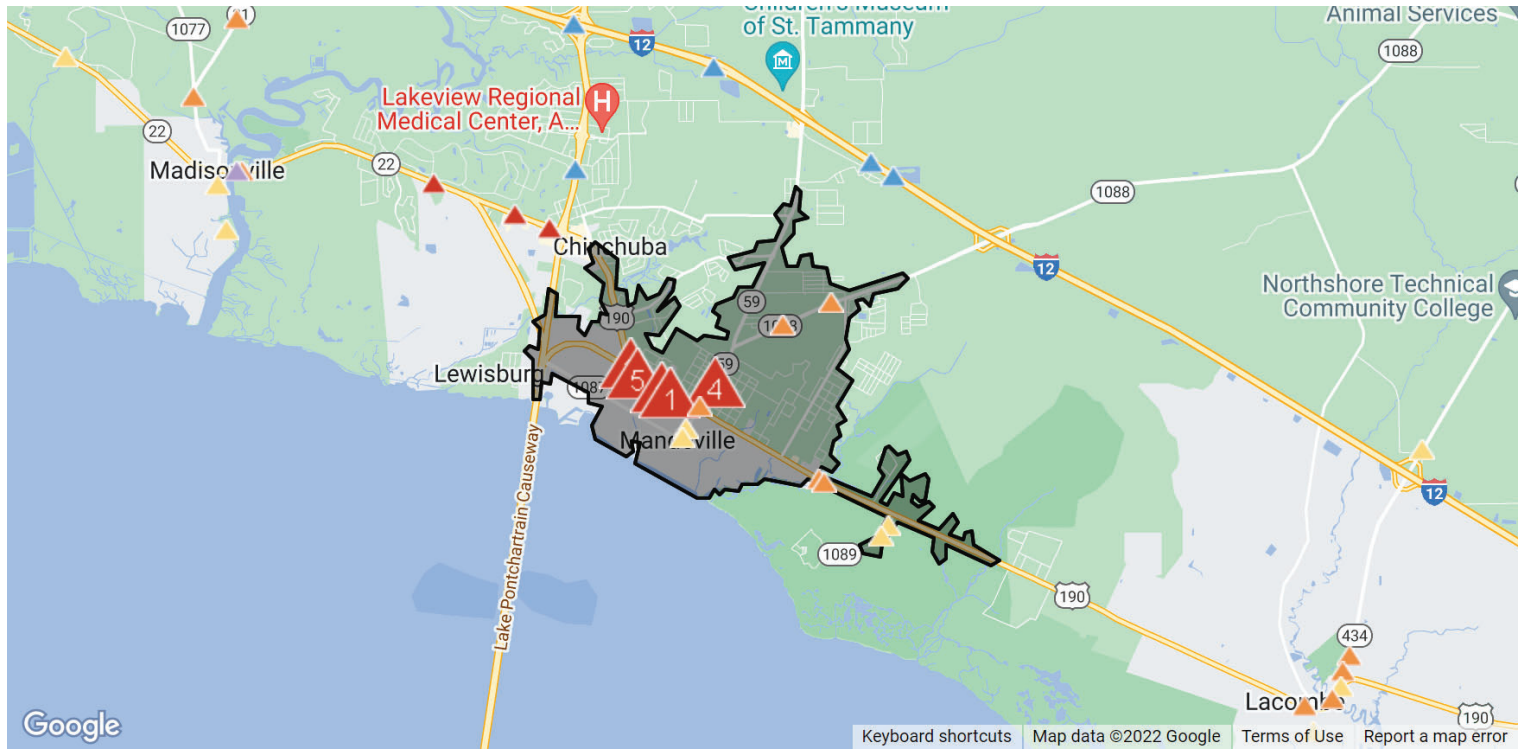 Children's Museum
of St. Tammany
Animal Services
1077
12
1088
Lakeview Regional
Medical Center, A...
H
M
22
22
Madisonville
1088
12
Chinchuba
Northshore Technical
Community College
59
190
59
Lewisburg
1087
5
1
4
Mandeville
Lake Pontchartrain Causeway
12
1089
190
434
Lacombe
190
Google
Keyboard shortcuts
Map data ©2022 Google
Terms of Use
Report a map error